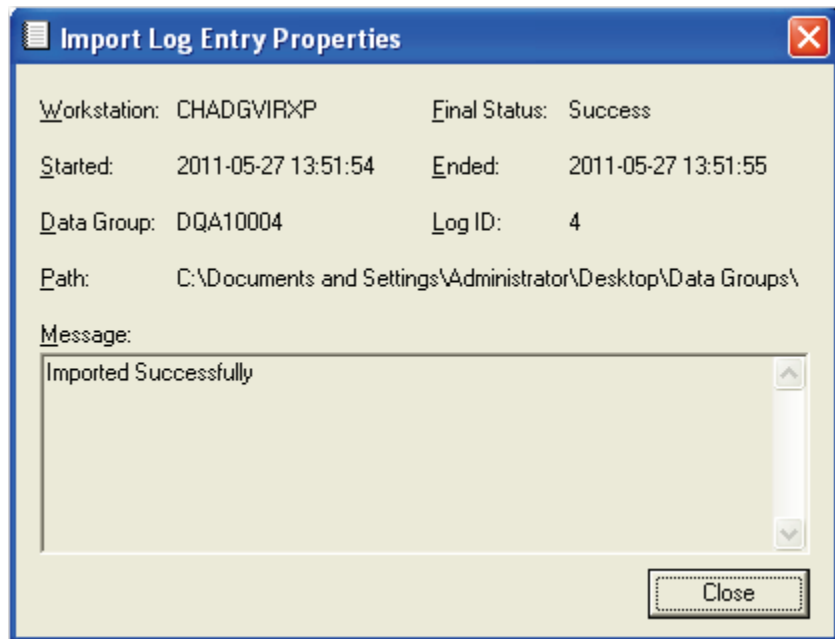 Import Log Entry Properties
Workstation: CHADGVIRXP Final Status: Success
Started: 2011-05-27 13:51:54 Ended: 2011-05-27 13:51:55
Data Group: DQA10004 Log ID: 4
Path: C:\Documents and Settings\Administrator\Desktop\Data Groups\
Message:
Imported Successfully
Close